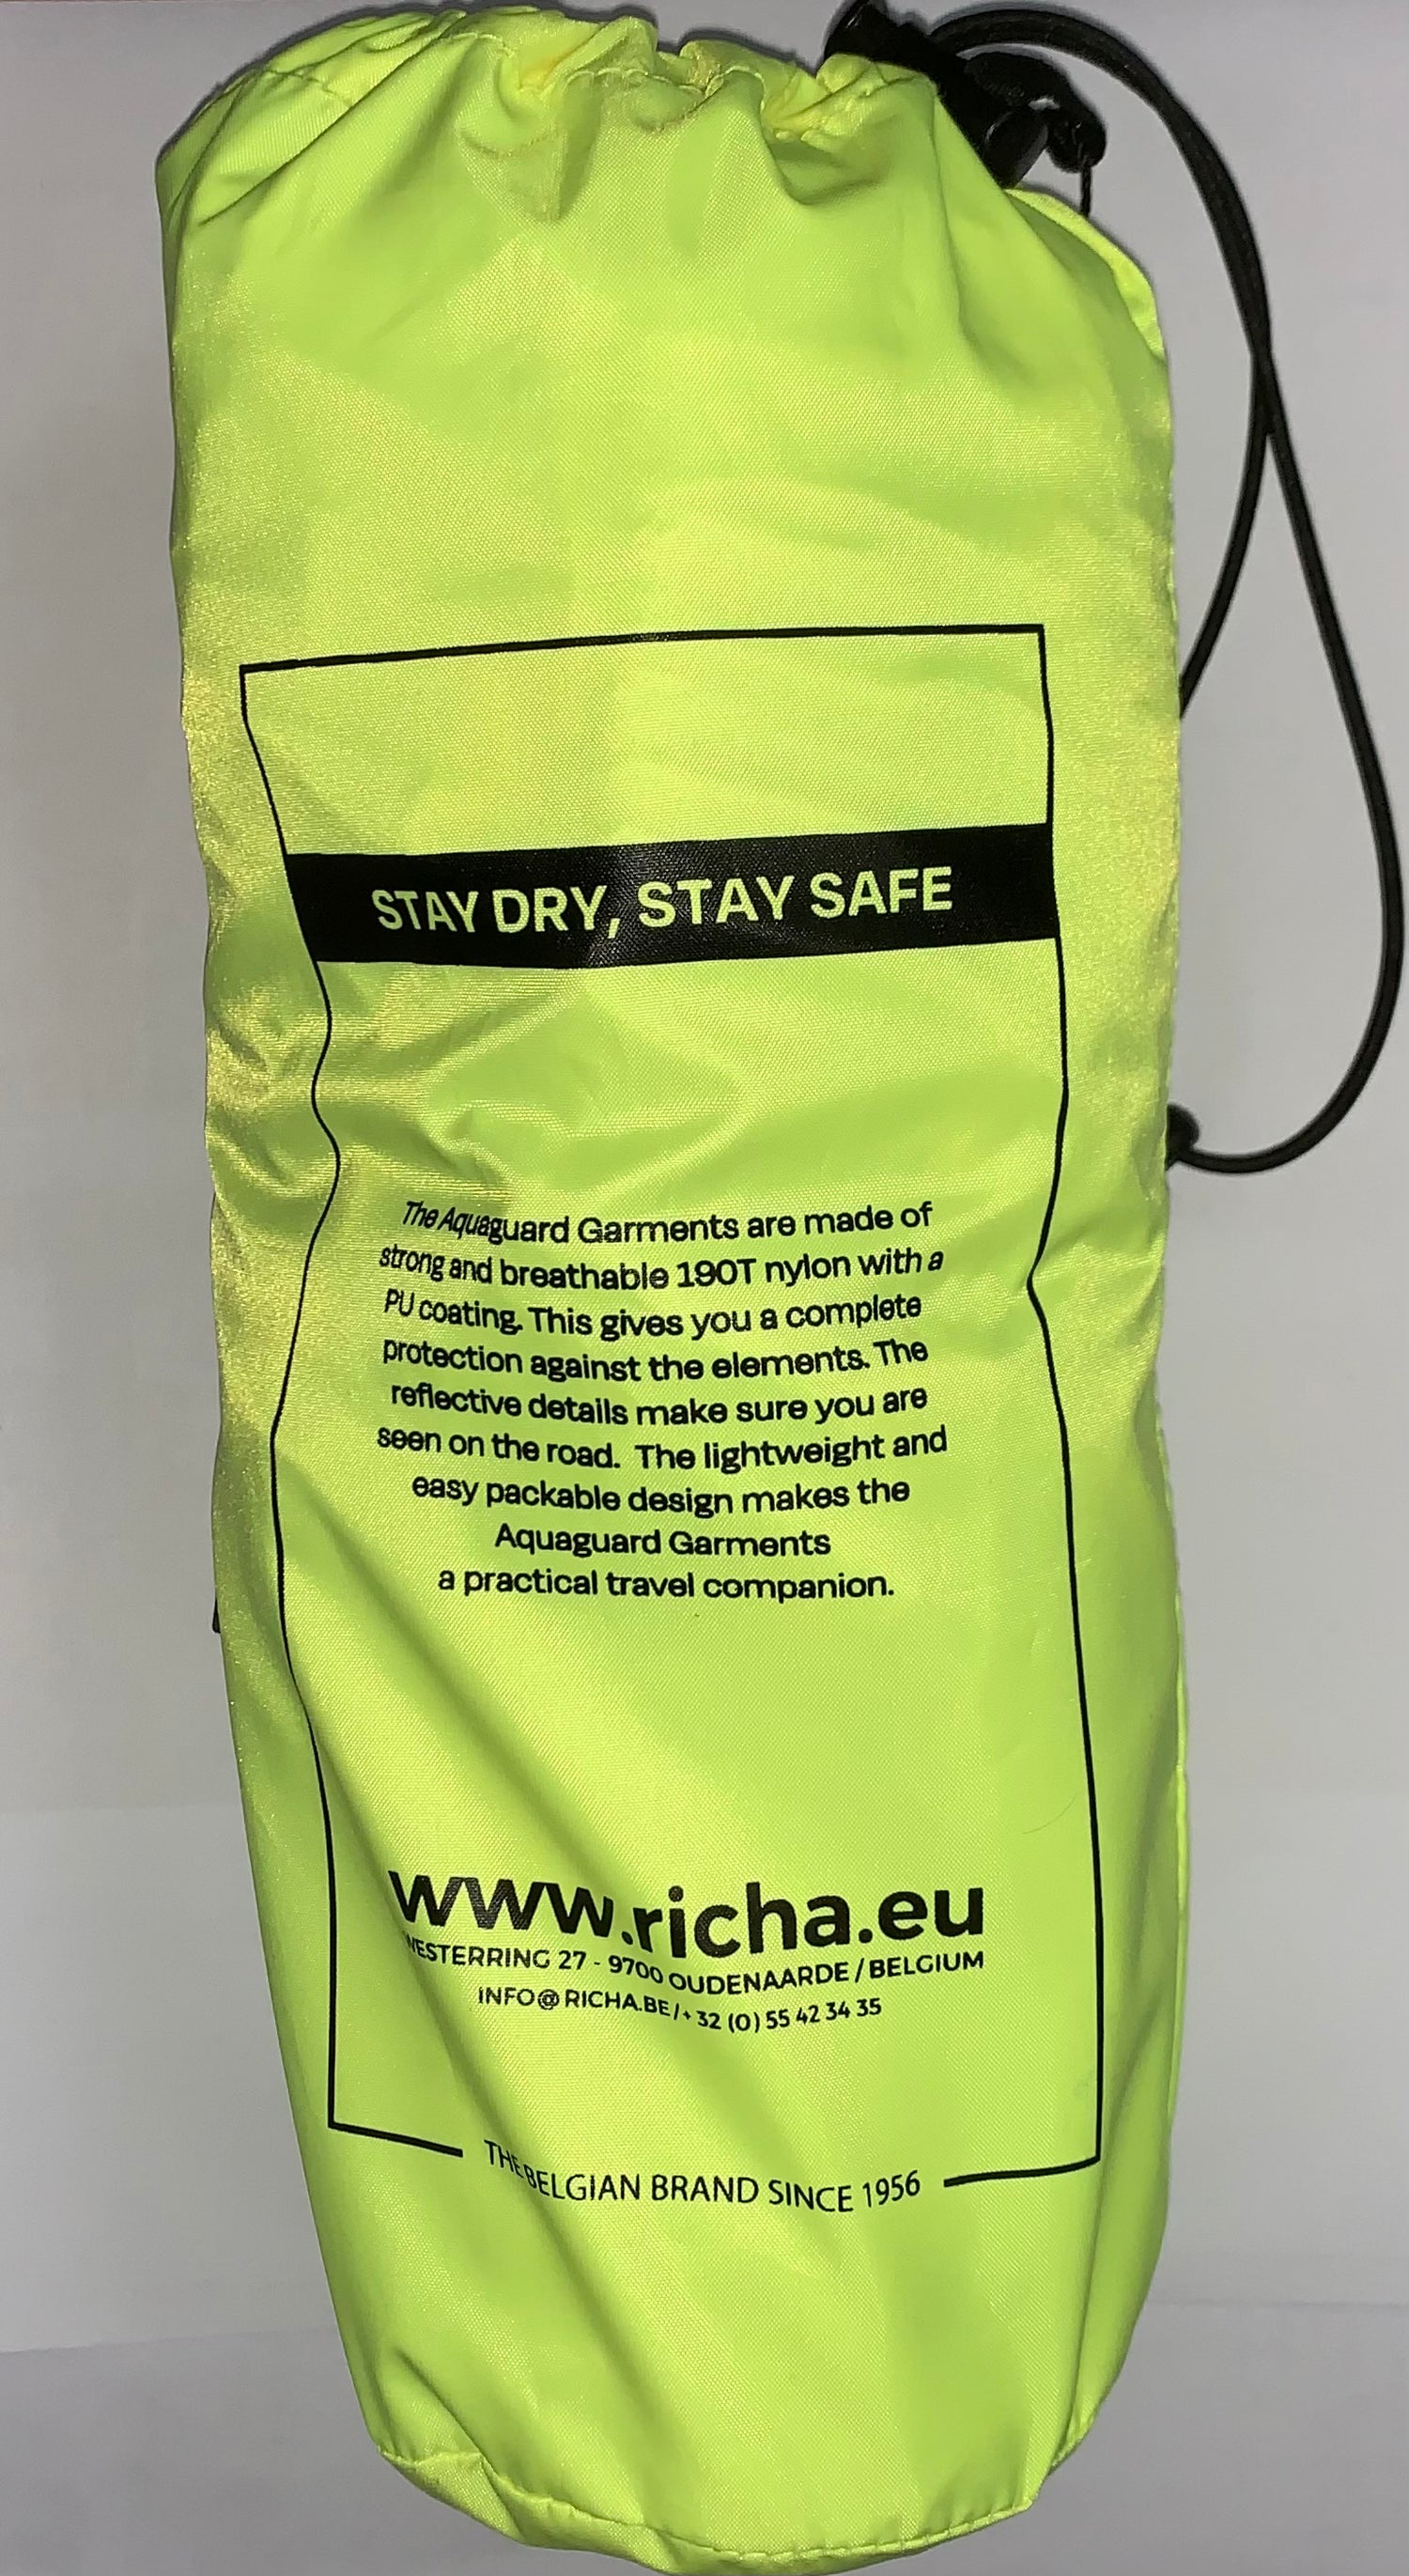 STAY DRY, STAY SAFE
The Aquaguard Garments are made of
strong and breathable 190T nylon with a
PU coating. This gives you a complete
protection against the elements. The
reflective details make sure you are
seen on the road. The lightweight and
easy packable design makes the
Aquaguard Garments
a practical travel companion.
www.richa.eu
WESTERRING 27 - 9700 OUDENAARDE / BELGIUM
INFO@RICHA.BE / + 32 (0) 55 42 34 35
THE BELGIAN BRAND SINCE 1956